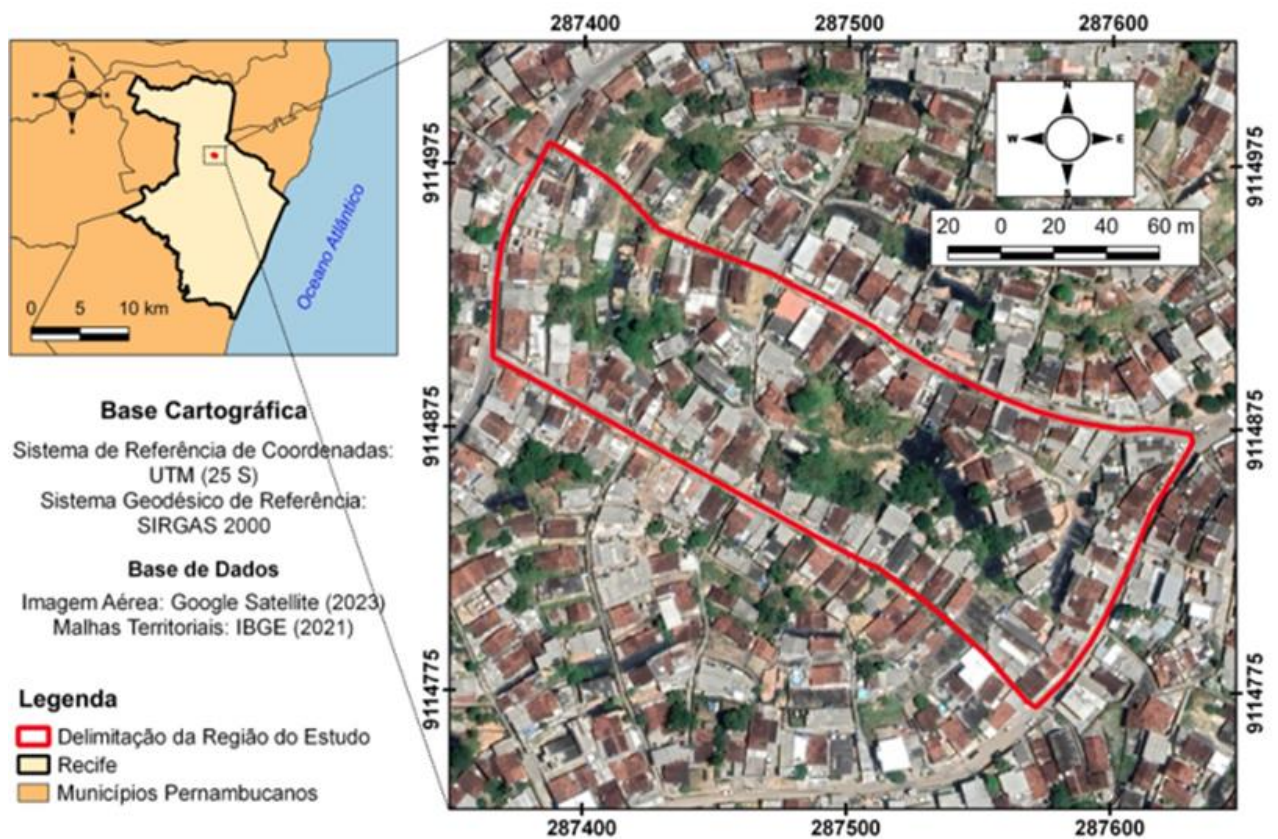 N
W E
S
Oceano Atlântico
0 5 10 km
Base Cartográfica
Sistema de Referência de Coordenadas:
UTM (25 S)
Sistema Geodésico de Referência:
SIRGAS 2000
Base de Dados
Imagem Aérea: Google Satellite (2023)
Malhas Territoriais: IBGE (2021)
Legenda
Delimitação da Região do Estudo
Recife
Municípios Pernambucanos
287400 287500 287600
9114975 9114975
N
W E
S
20 0 20 40 60 m
9114875 9114875
9114775 9114775
287400 287500 287600